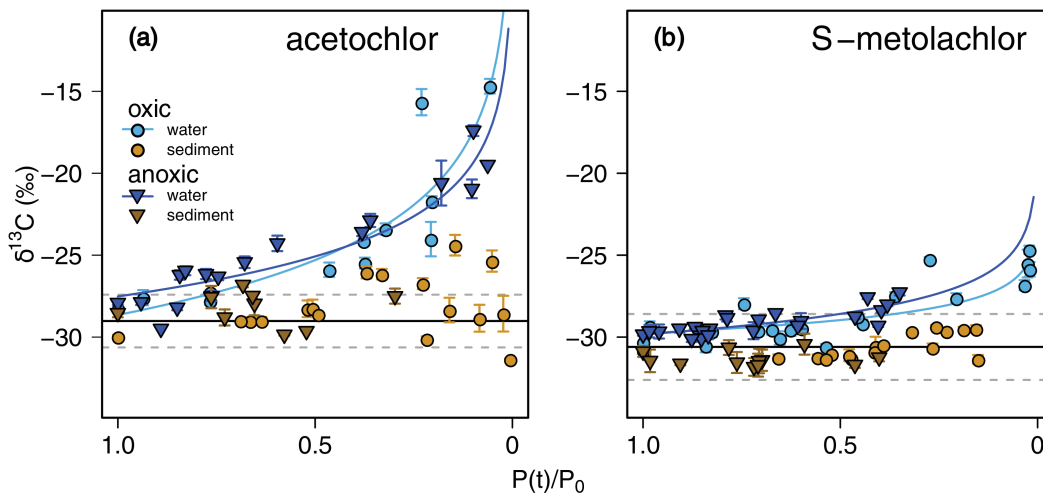 (a) acetochlor
(b) S−metolachlor
δ13C (‰)
−15
−20
−25
−30
oxic
water
sediment
anoxic
water
sediment
−15
−20
−25
−30
1.0 0.5 0
1.0 0.5 0
P(t)/P0